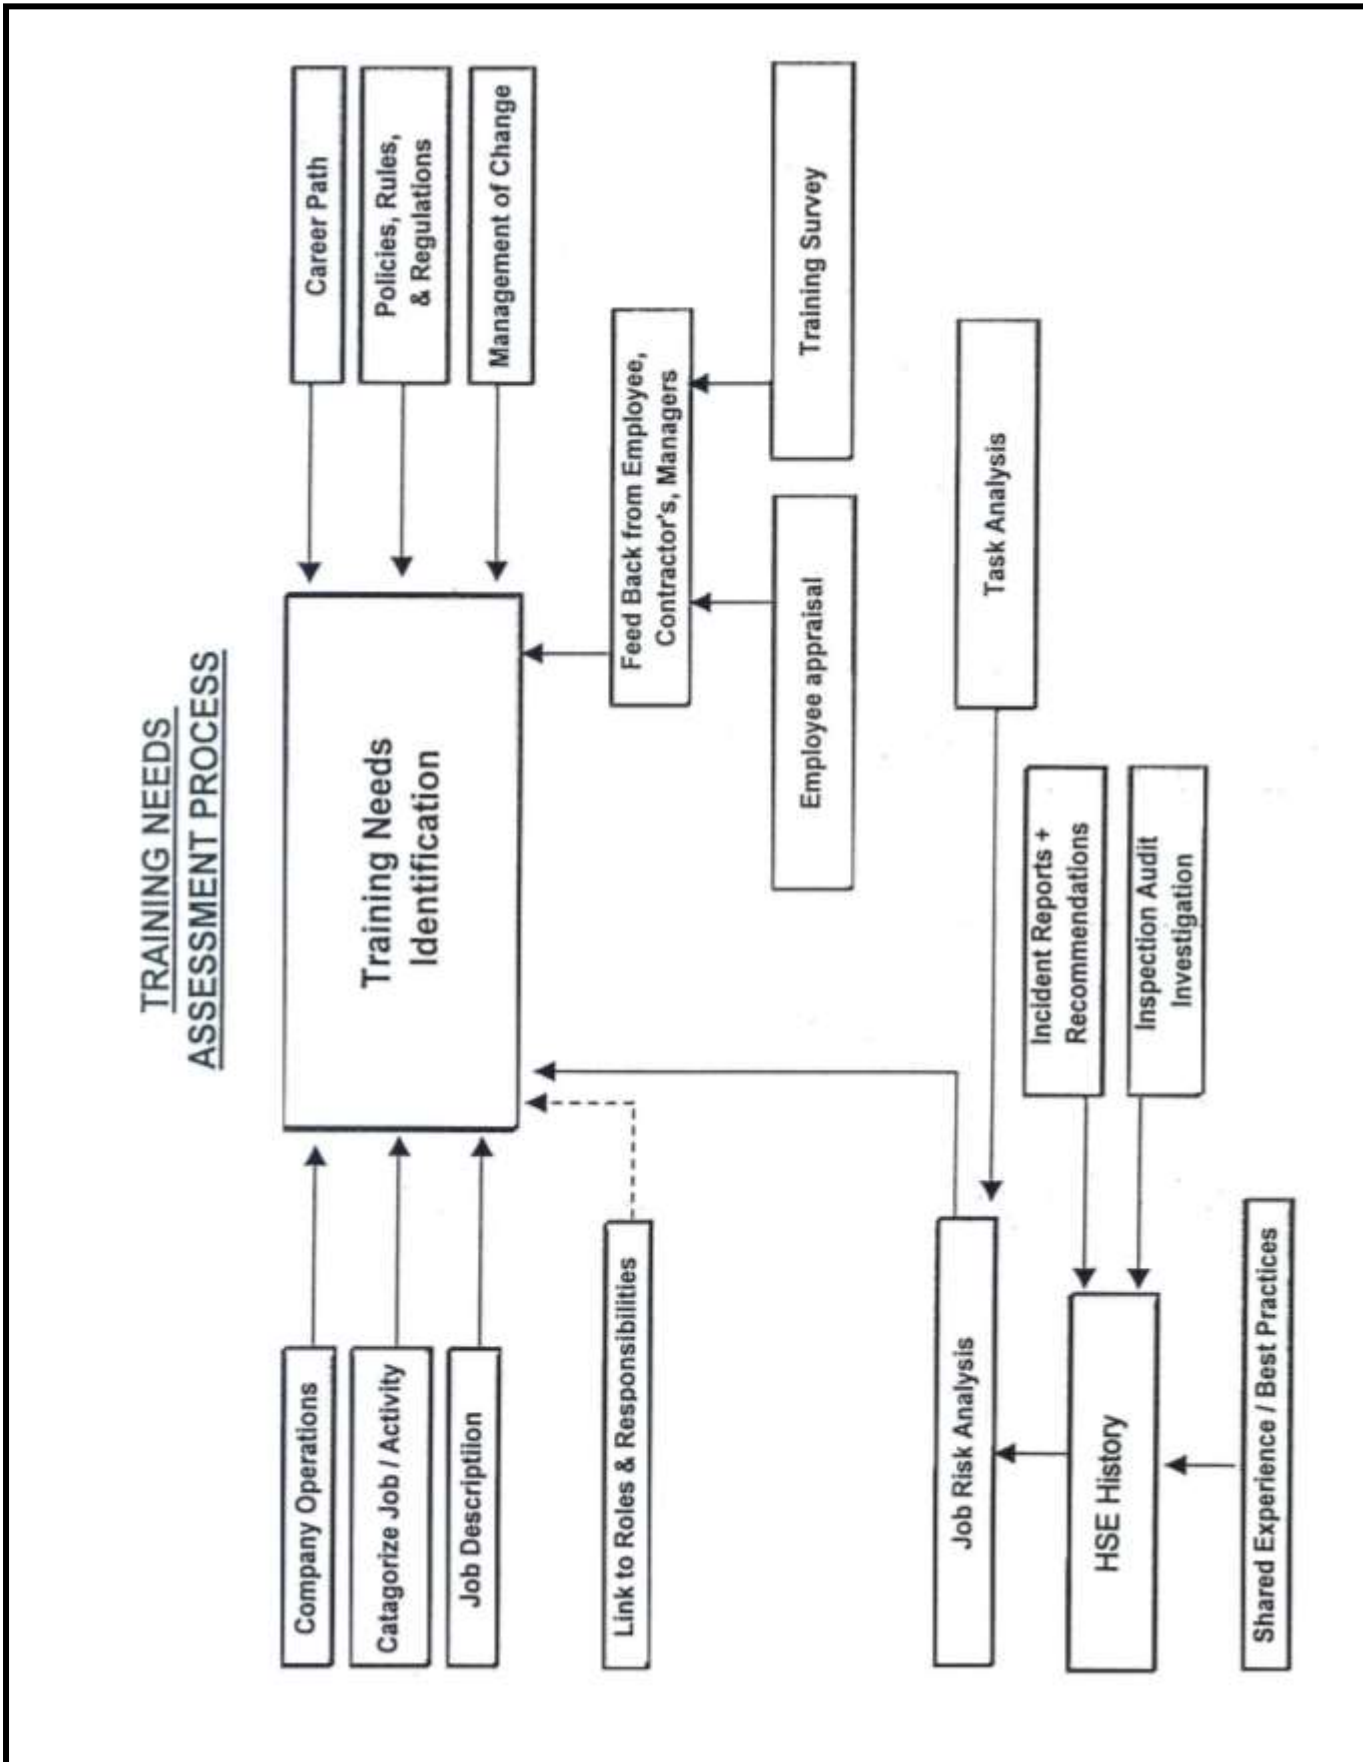 TRAINING NEEDS
ASSESSMENT PROCESS
Company Operations
Catagorize Job / Activity
Job Descriptiion
Training Needs
Identification
Career Path
Policies, Rules,
& Regulations
Management of Change
Link to Roles & Responsibilities
Feed Back from Employee,
Contractor's, Managers
Employee appraisal
Training Survey
Job Risk Analysis
Task Analysis
HSE History
Incident Reports +
Recommendations
Inspection Audit
Investigation
Shared Experience / Best Practices